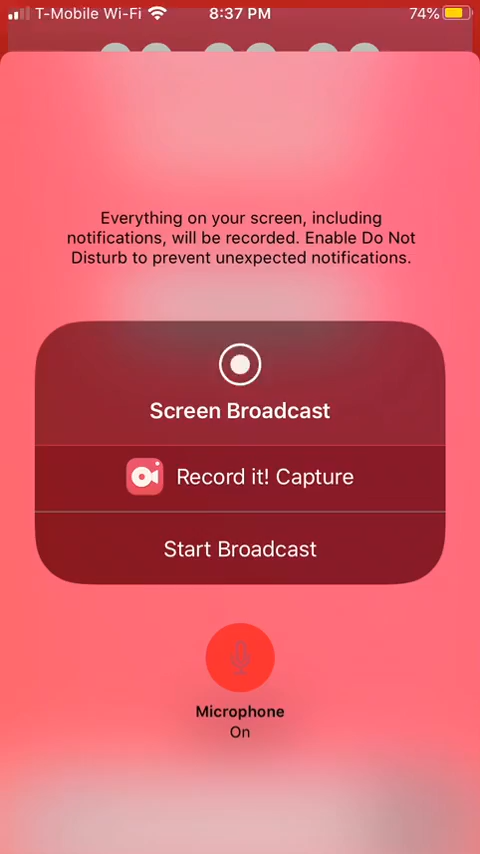 T-Mobile Wi-Fi 8:37 PM 74%
Everything on your screen, including
notifications, will be recorded. Enable Do Not
Disturb to prevent unexpected notifications.
Screen Broadcast
Record it! Capture
Start Broadcast
Microphone
On